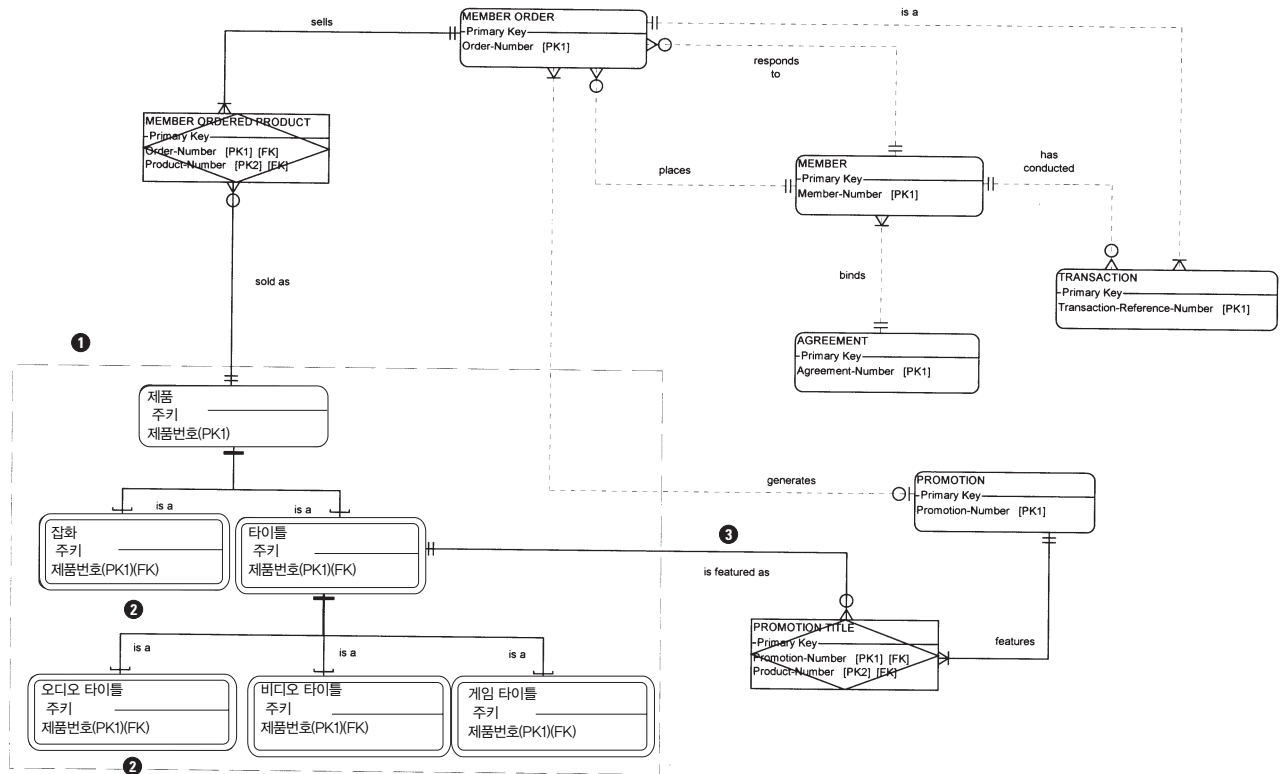 sells
MEMBER ORDER
Primary Key
Order-Number [PK1]
is a
responds
to
MEMBER ORDERED PRODUCT
Primary Key
Order-Number [PK1] [FK]
Product-Number [PK2] [FK]
places
MEMBER
Primary Key
Member-Number [PK1]
has
conducted
sold as
binds
TRANSACTION
Primary Key
Transaction-Reference-Number [PK1]
1
AGREEMENT
Primary Key
Agreement-Number [PK1]
제품
주키
제품번호(PK1)
generates
PROMOTION
Primary Key
Promotion-Number [PK1]
is a
is a
잡화
주키
제품번호(PK1)(FK)
타이틀
주키
제품번호(PK1)(FK)
3
is featured as
2
PROMOTION TITLE
Primary Key
Promotion-Number [PK1] [FK]
Product-Number [PK2] [FK]
features
is a
is a
is a
오디오 타이틀
주키
제품번호(PK1)(FK)
비디오 타이틀
주키
제품번호(PK1)(FK)
게임 타이틀
주키
제품번호(PK1)(FK)
2